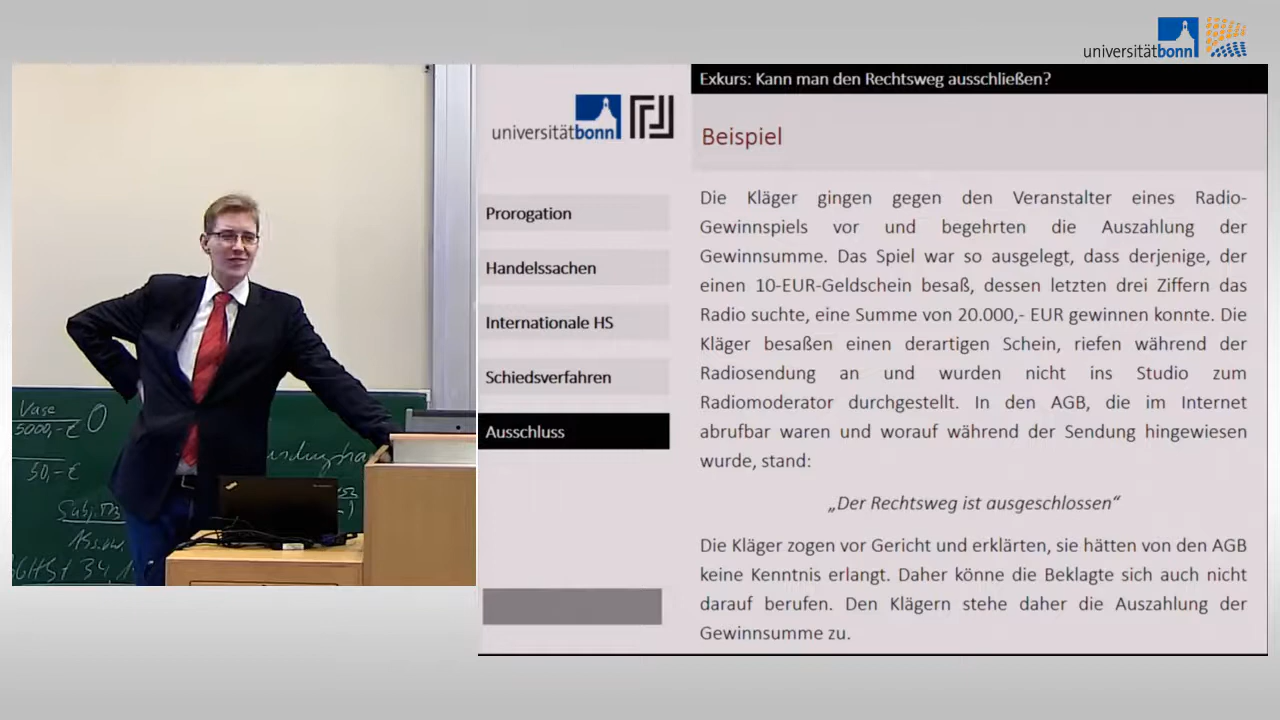 universitätbonn
Exkurs: Kann man den Rechtsweg ausschließen?
universitätbonn
Beispiel
Prorogation
Handelssachen
Internationale HS
Schiedsverfahren
Ausschluss
Die Kläger gingen gegen den Veranstalter eines Radio-
Gewinnspiels vor und begehrten die Auszahlung der
Gewinnsumme. Das Spiel war so ausgelegt, dass derjenige, der
einen 10-EUR-Geldschein besaß, dessen letzten drei Ziffern das
Radio suchte, eine Summe von 20.000,- EUR gewinnen konnte. Die
Kläger besaßen einen derartigen Schein, riefen während der
Radiosendung an und wurden nicht ins Studio zum
Radiomoderator durchgestellt. In den AGB, die im Internet
abrufbar waren und worauf während der Sendung hingewiesen
wurde, stand:
„Der Rechtsweg ist ausgeschlossen“
Die Kläger zogen vor Gericht und erklärten, sie hätten von den AGB
keine Kenntnis erlangt. Daher könne die Beklagte sich auch nicht
darauf berufen. Den Klägern stehe daher die Auszahlung der
Gewinnsumme zu.
Vase
5000,-€ 0
50,-€
Subj.
34